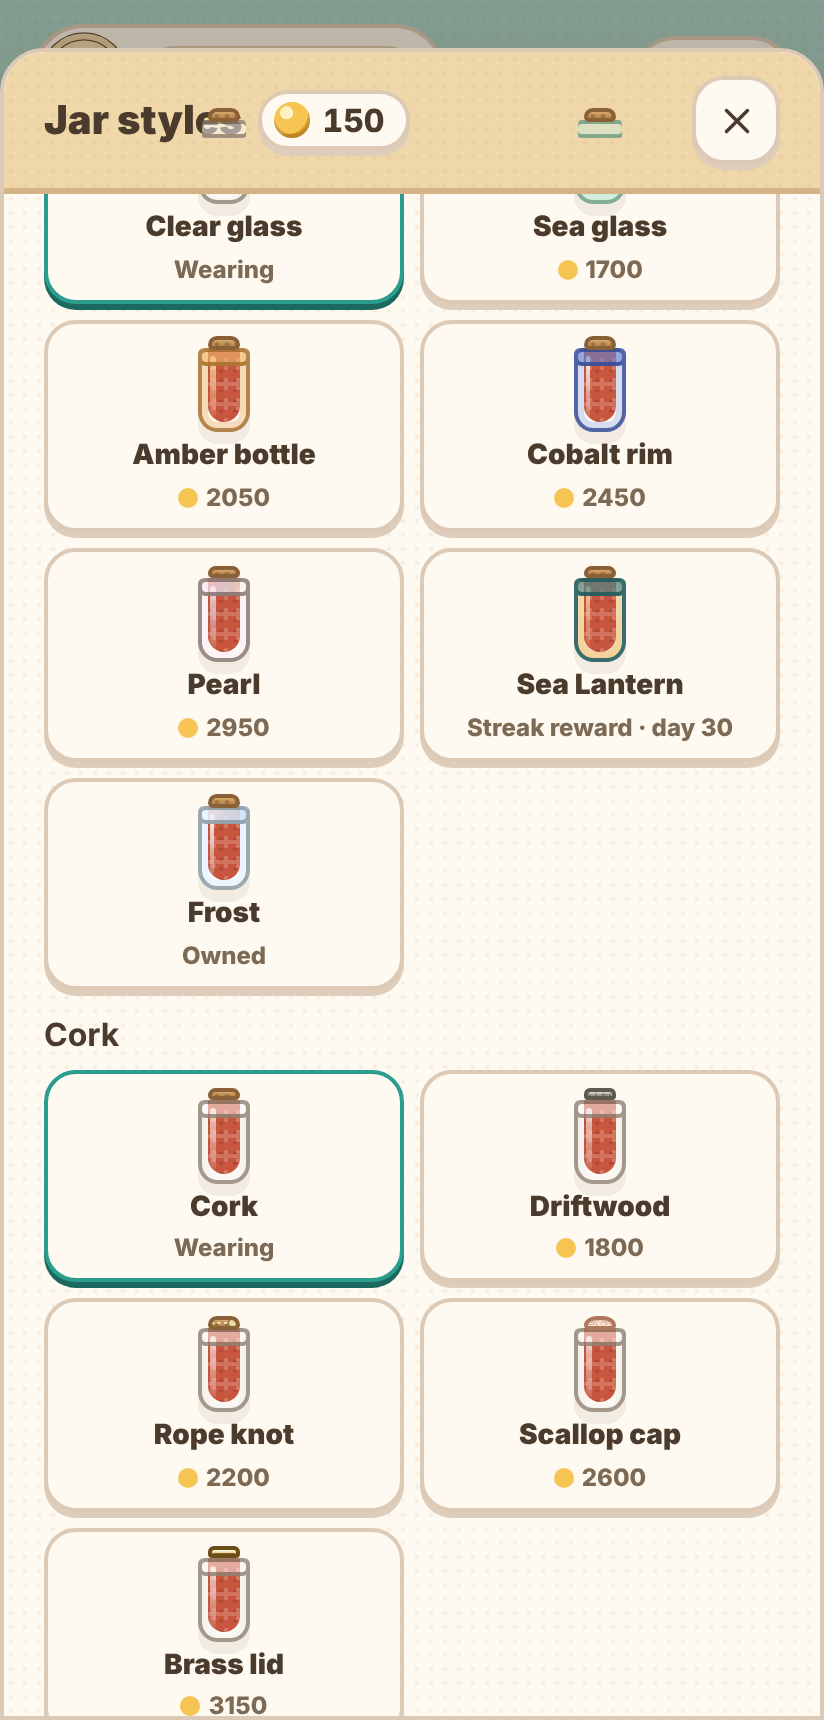 Jar styles
150
Clear glass
Wearing
Sea glass
1700
Amber bottle
2050
Cobalt rim
2450
Pearl
2950
Sea Lantern
Streak reward · day 30
Frost
Owned
Cork
Cork
Wearing
Driftwood
1800
Rope knot
2200
Scallop cap
2600
Brass lid
3150